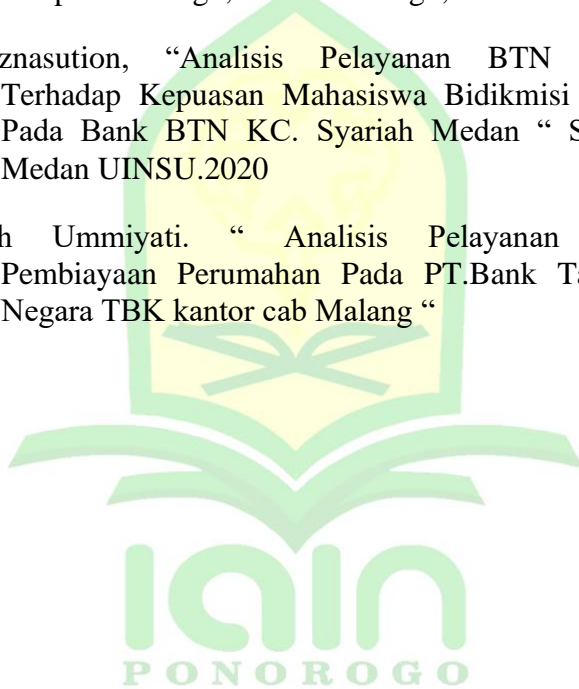 znasution, “Analisis Pelayanan BTN
Terhadap Kepuasan Mahasiswa Bidikmisi
Pada Bank BTN KC. Syariah Medan “ S
Medan UINSU.2020
h Ummiyati. “ Analisis Pelayanan
Pembiayaan Perumahan Pada PT.Bank Ta
Negara TBK kantor cab Malang “
iain
PONOROGO